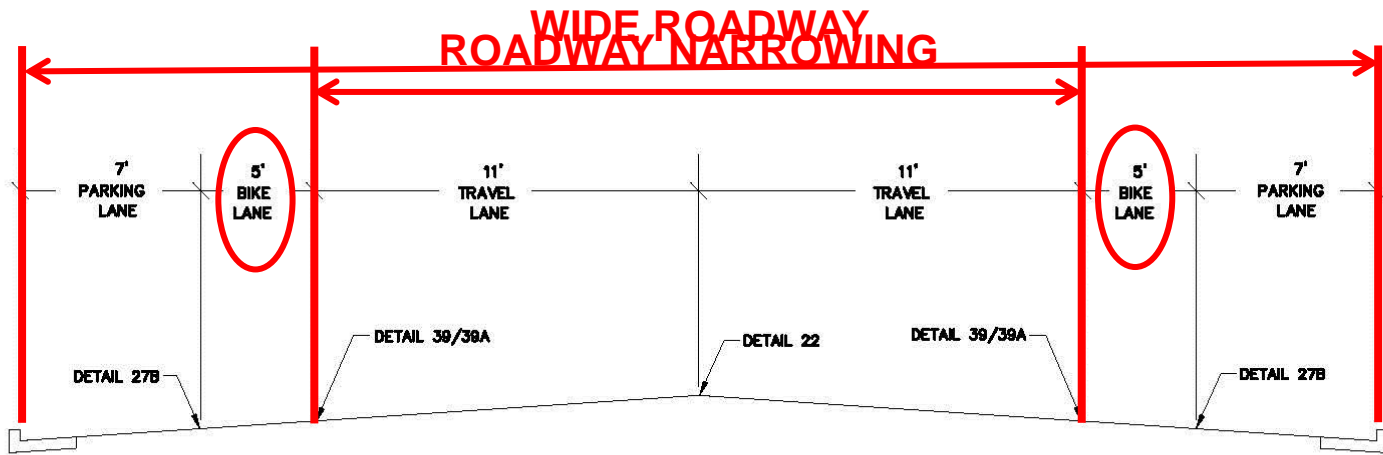 WIDE ROADWAY
ROADWAY NARROWING
7'
PARKING
LANE
5'
BIKE
LANE
11'
TRAVEL
LANE
11'
TRAVEL
LANE
5'
BIKE
LANE
7'
PARKING
LANE
DETAIL 39/39A
DETAIL 22
DETAIL 39/39A
DETAIL 27B
DETAIL 27B